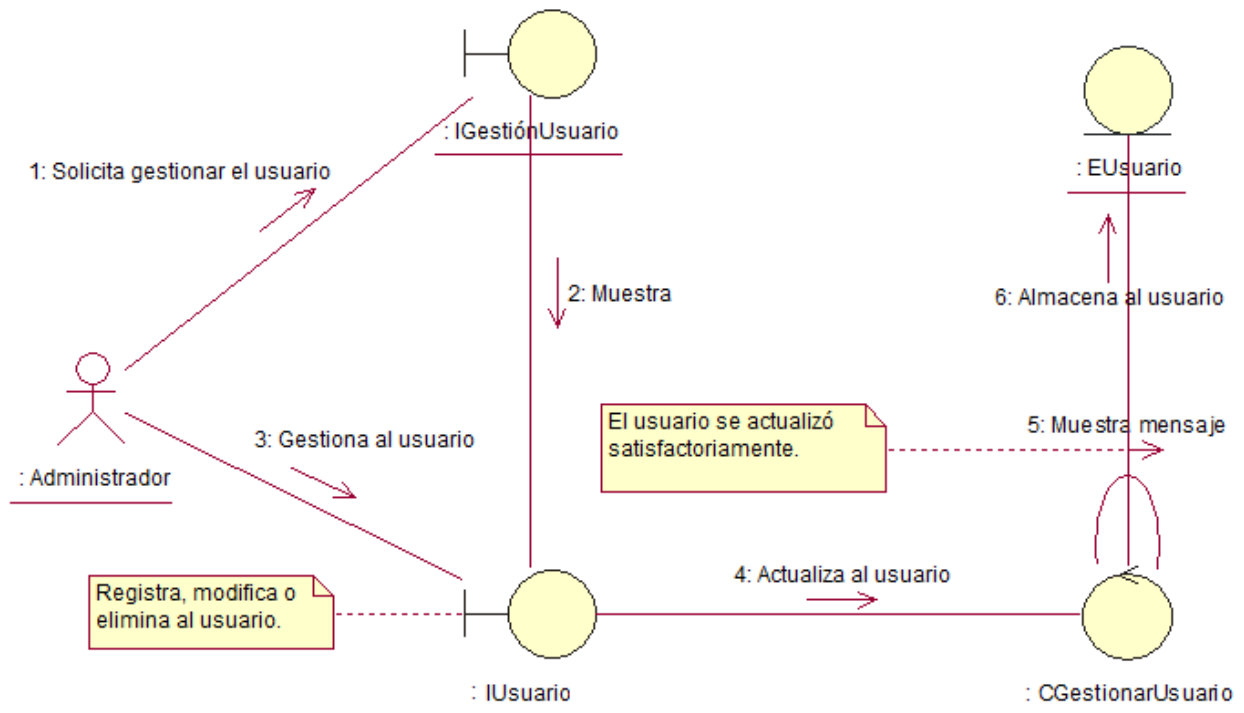 : IGestiónUsuario
: EUsuario
1: Solicita gestionar el usuario
2: Muestra
6: Almacena al usuario
El usuario se actualizó
satisfactoriamente.
5: Muestra mensaje
3: Gestiona al usuario
: Administrador
Registra, modifica o
elimina al usuario.
4: Actualiza al usuario
: IUsuario
: CGestionarUsuario